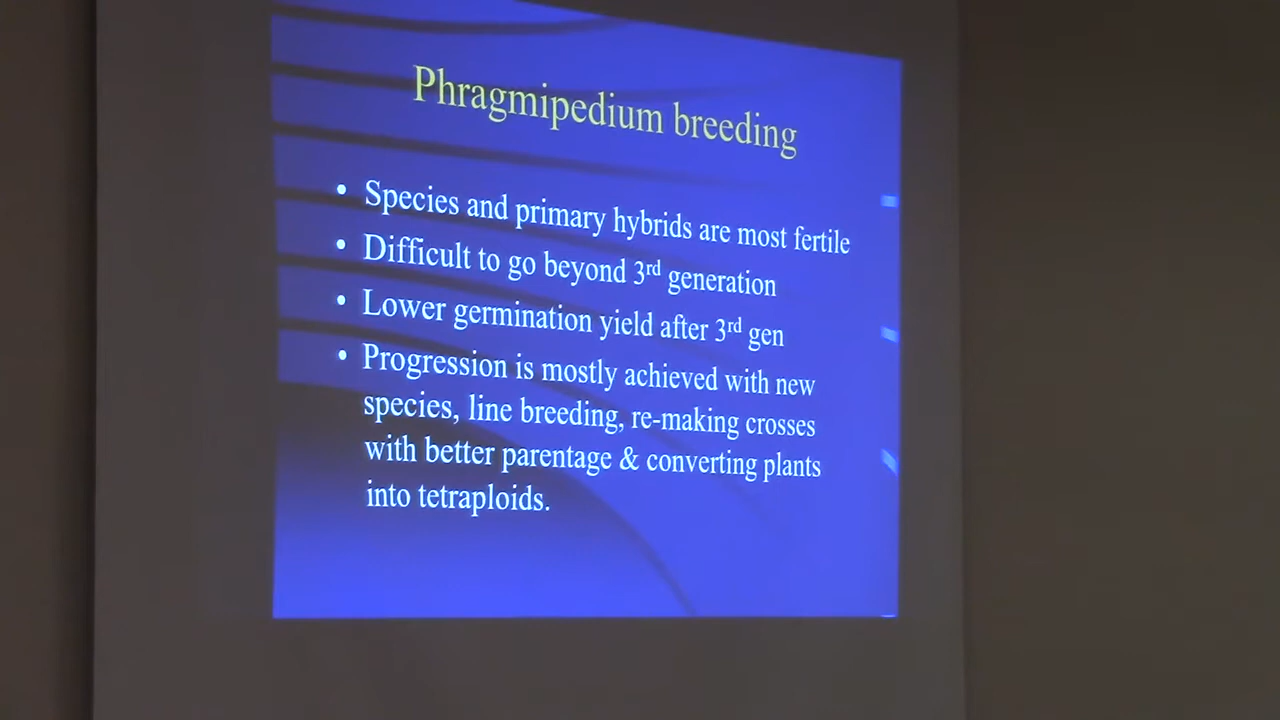 Phragmipedium breeding
• Species and primary hybrids are most fertile
• Difficult to go beyond 3rd generation
• Lower germination yield after 3rd gen
• Progression is mostly achieved with new
species, line breeding, re-making crosses
with better parentage & converting plants
into tetraploids.